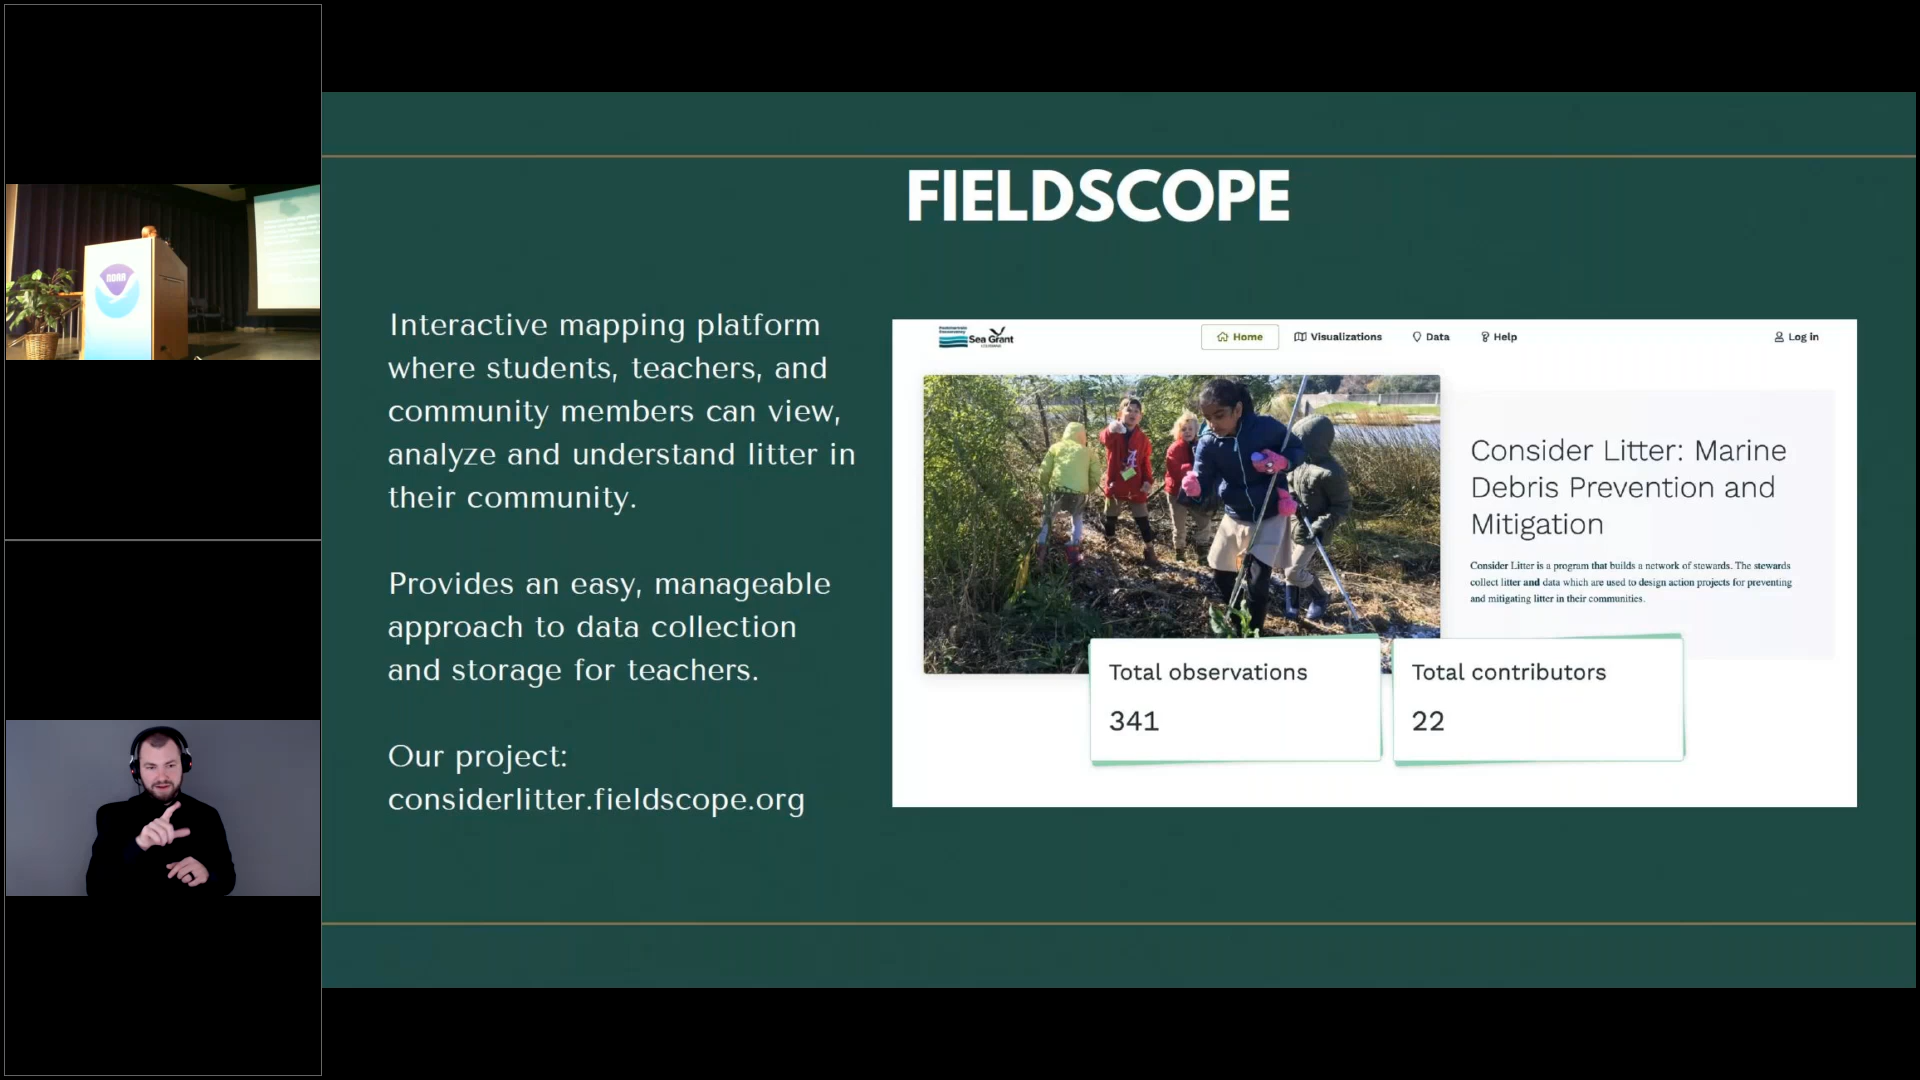 FIELDSCOPE
Interactive mapping platform
where students, teachers, and
community members can view,
analyze and understand litter in
their community.
Provides an easy, manageable
approach to data collection
and storage for teachers.
Our project:
considerlitter.fieldscope.org
Sea Grant
Home
Visualizations
Data
Help
Log in
Consider Litter: Marine
Debris Prevention and
Mitigation
Consider Litter is a program that builds a network of stewards. The stewards
collect litter and data which are used to design action projects for preventing
and mitigating litter in their communities.
Total observations
341
Total contributors
22
NOAA